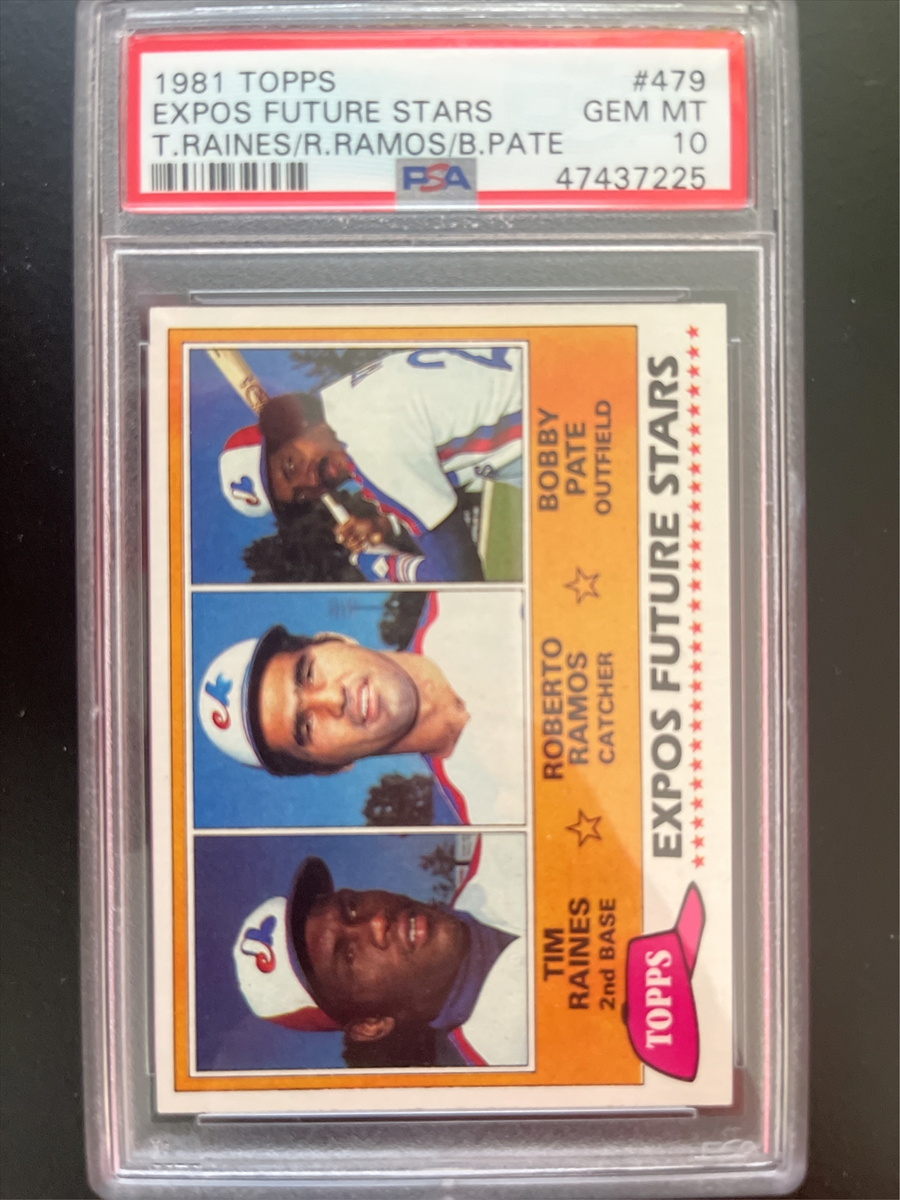 1981 TOPPS #479
EXPOS FUTURE STARS GEM MT
T.RAINES/R.RAMOS/B.PATE 10
PSA 47437225
TIM RAINES 2nd BASE
ROBERTO RAMOS CATCHER
BOBBY PATE OUTFIELD
TOPPS
EXPOS FUTURE STARS